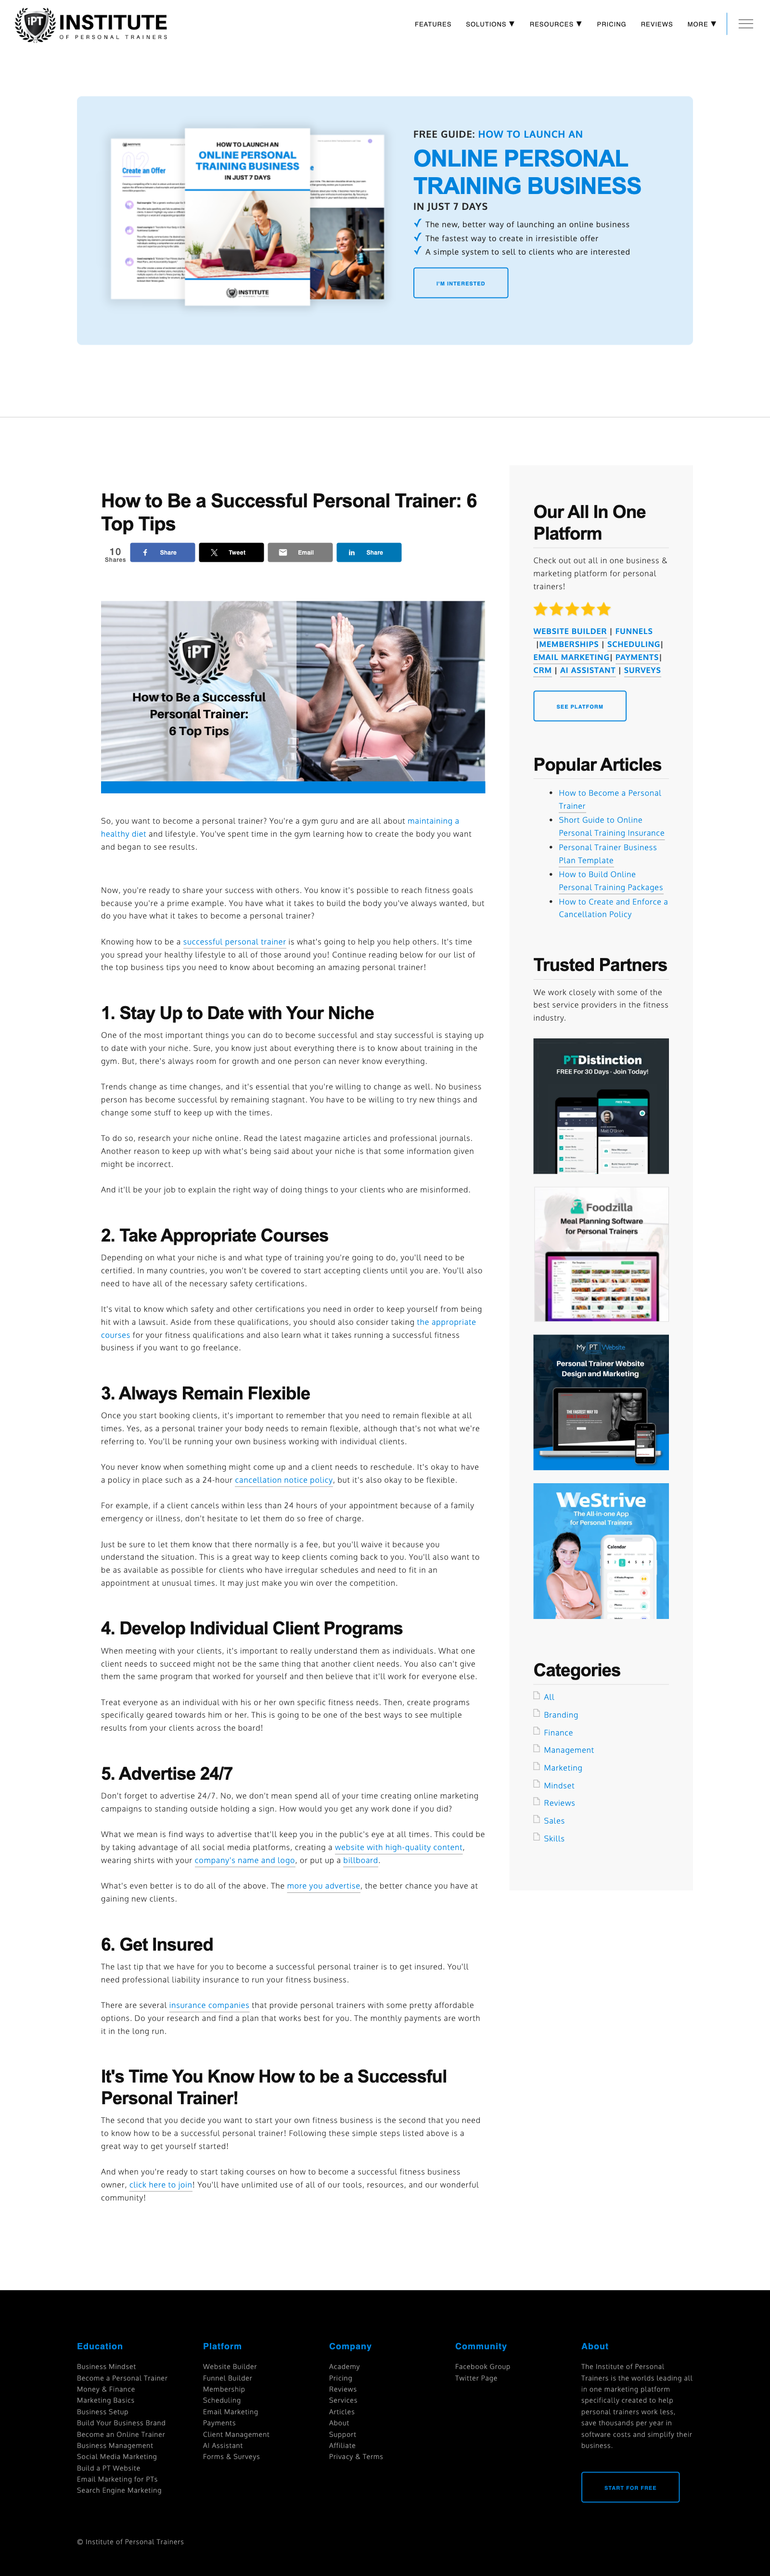 iPT INSTITUTE
OF PERSONAL TRAINERS
FEATURES
SOLUTIONS ▼
RESOURCES ▼
PRICING
REVIEWS
MORE ▼
INSTITUTE
Create an Offer
HOW TO LAUNCH AN
ONLINE PERSONAL
TRAINING BUSINESS
IN JUST 7 DAYS
INSTITUTE
FREE GUIDE: HOW TO LAUNCH AN
ONLINE PERSONAL
TRAINING BUSINESS
IN JUST 7 DAYS
The new, better way of launching an online business
The fastest way to create in irresistible offer
A simple system to sell to clients who are interested
I'M INTERESTED
How to Be a Successful Personal Trainer: 6
Top Tips
10
Shares
Share
Tweet
Email
Share
iPT
How to Be a Successful
Personal Trainer:
6 Top Tips
So, you want to become a personal trainer? You're a gym guru and are all about maintaining a
healthy diet and lifestyle. You've spent time in the gym learning how to create the body you want
and began to see results.
Now, you're ready to share your success with others. You know it's possible to reach fitness goals
because you're a prime example. You have what it takes to build the body you've always wanted, but
do you have what it takes to become a personal trainer?
Knowing how to be a successful personal trainer is what's going to help you help others. It's time
you spread your healthy lifestyle to all of those around you! Continue reading below for our list of
the top business tips you need to know about becoming an amazing personal trainer!
1. Stay Up to Date with Your Niche
One of the most important things you can do to become successful and stay successful is staying up
to date with your niche. Sure, you know just about everything there is to know about training in the
gym. But, there's always room for growth and one person can never know everything.
Trends change as time changes, and it's essential that you're willing to change as well. No business
person has become successful by remaining stagnant. You have to be willing to try new things and
change some stuff to keep up with the times.
To do so, research your niche online. Read the latest magazine articles and professional journals.
Another reason to keep up with what's being said about your niche is that some information given
might be incorrect.
And it'll be your job to explain the right way of doing things to your clients who are misinformed.
2. Take Appropriate Courses
Depending on what your niche is and what type of training you're going to do, you'll need to be
certified. In many countries, you won't be covered to start accepting clients until you are. You'll also
need to have all of the necessary safety certifications.
It's vital to know which safety and other certifications you need in order to keep yourself from being
hit with a lawsuit. Aside from these qualifications, you should also consider taking the appropriate
courses for your fitness qualifications and also learn what it takes running a successful fitness
business if you want to go freelance.
3. Always Remain Flexible
Once you start booking clients, it's important to remember that you need to remain flexible at all
times. Yes, as a personal trainer your body needs to remain flexible, although that's not what we're
referring to. You'll be running your own business working with individual clients.
You never know when something might come up and a client needs to reschedule. It's okay to have
a policy in place such as a 24-hour cancellation notice policy, but it's also okay to be flexible.
For example, if a client cancels within less than 24 hours of your appointment because of a family
emergency or illness, don't hesitate to let them do so free of charge.
Just be sure to let them know that there normally is a fee, but you'll waive it because you
understand the situation. This is a great way to keep clients coming back to you. You'll also want to
be as available as possible for clients who have irregular schedules and need to fit in an
appointment at unusual times. It may just make you win over the competition.
4. Develop Individual Client Programs
When meeting with your clients, it's important to really understand them as individuals. What one
client needs to succeed might not be the same thing that another client needs. You also can't give
them the same program that worked for yourself and then believe that it'll work for everyone else.
Treat everyone as an individual with his or her own specific fitness needs. Then, create programs
specifically geared towards him or her. This is going to be one of the best ways to see multiple
results from your clients across the board!
5. Advertise 24/7
Don't forget to advertise 24/7. No, we don't mean spend all of your time creating online marketing
campaigns to standing outside holding a sign. How would you get any work done if you did?
What we mean is find ways to advertise that'll keep you in the public's eye at all times. This could be
by taking advantage of all social media platforms, creating a website with high-quality content,
wearing shirts with your company's name and logo, or put up a billboard.
What's even better is to do all of the above. The more you advertise, the better chance you have at
gaining new clients.
6. Get Insured
The last tip that we have for you to become a successful personal trainer is to get insured. You'll
need professional liability insurance to run your fitness business.
There are several insurance companies that provide personal trainers with some pretty affordable
options. Do your research and find a plan that works best for you. The monthly payments are worth
it in the long run.
It's Time You Know How to be a Successful
Personal Trainer!
The second that you decide you want to start your own fitness business is the second that you need
to know how to be a successful personal trainer! Following these simple steps listed above is a
great way to get yourself started!
And when you're ready to start taking courses on how to become a successful fitness business
owner, click here to join! You'll have unlimited use of all of our tools, resources, and our wonderful
community!
Our All In One
Platform
Check out out all in one business &
marketing platform for personal
trainers!
WEBSITE BUILDER | FUNNELS
|MEMBERSHIPS | SCHEDULING|
EMAIL MARKETING| PAYMENTS|
CRM | AI ASSISTANT | SURVEYS
SEE PLATFORM
Popular Articles
How to Become a Personal
Trainer
Short Guide to Online
Personal Training Insurance
Personal Trainer Business
Plan Template
How to Build Online
Personal Training Packages
How to Create and Enforce a
Cancellation Policy
Trusted Partners
We work closely with some of the
best service providers in the fitness
industry.
PTDistinction
FREE For 30 Days - Join Today!
Foodzilla
Meal Planning Software
for Personal Trainers
My PT Website
Personal Trainer Website
Design and Marketing
WeStrive
The All-in-one App
for Personal Trainers
Calendar
Categories
All
Branding
Finance
Management
Marketing
Mindset
Reviews
Sales
Skills
Education
Business Mindset
Become a Personal Trainer
Money & Finance
Marketing Basics
Business Setup
Build Your Business Brand
Become an Online Trainer
Business Management
Social Media Marketing
Build a PT Website
Email Marketing for PTs
Search Engine Marketing
Platform
Website Builder
Funnel Builder
Membership
Scheduling
Email Marketing
Payments
Client Management
AI Assistant
Forms & Surveys
Company
Academy
Pricing
Reviews
Services
Articles
About
Support
Affiliate
Privacy & Terms
Community
Facebook Group
Twitter Page
About
The Institute of Personal
Trainers is the worlds leading all
in one marketing platform
specifically created to help
personal trainers work less,
save thousands per year in
software costs and simplify their
business.
START FOR FREE
© Institute of Personal Trainers